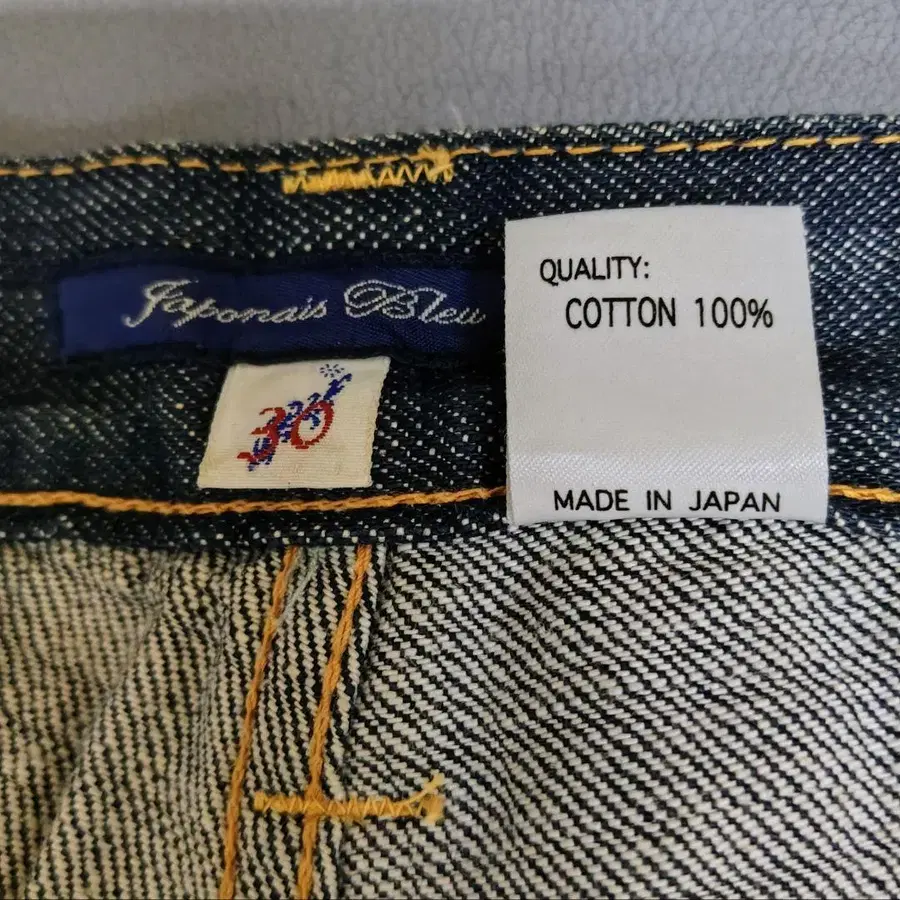 Japonais Bleu
30
QUALITY:
COTTON 100%
MADE IN JAPAN